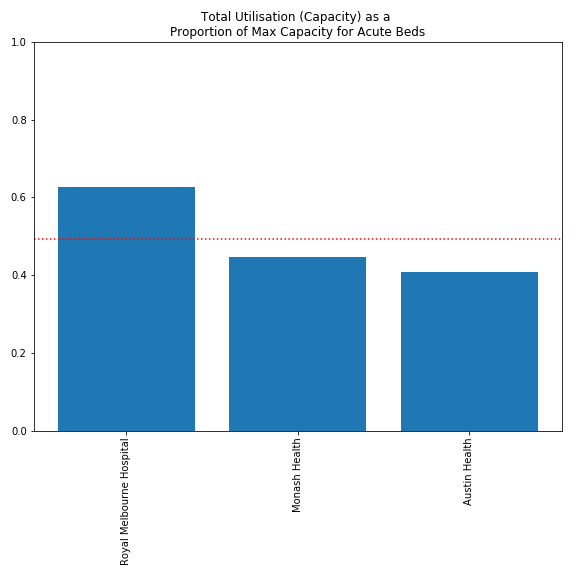 Total Utilisation (Capacity) as a
Proportion of Max Capacity for Acute Beds
1.0
0.8
0.6
0.4
0.2
0.0
Royal Melbourne Hospital
Monash Health
Austin Health